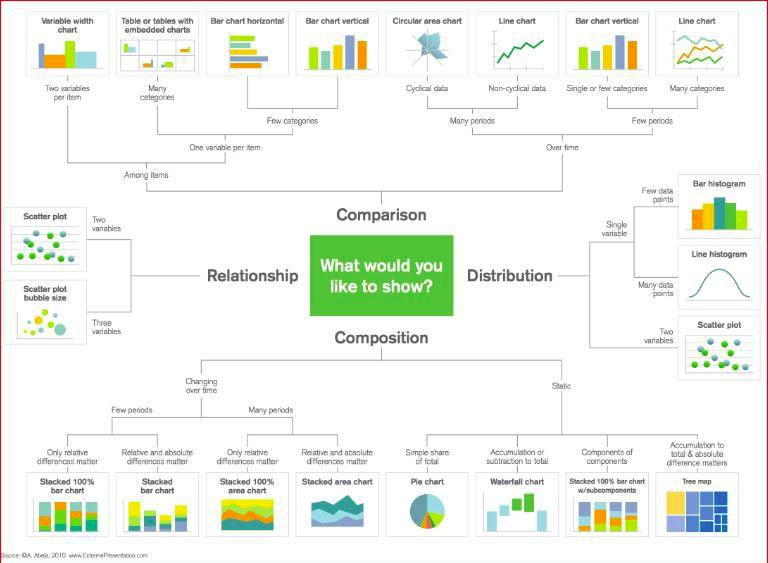 Variable width
chart
Table or tables with
embedded charts
Bar chart horizontal
Bar chart vertical
Circular area chart
Line chart
Bar chart vertical
Line chart
Two variables
per item
Many
categories
Cyclical data
Non-cyclical data
Single or few categories
Many categories
Few categories
Many periods
Few periods
One variable per item
Over time
Among items
Comparison
Scatter plot
Two
variables
Scatter plot
bubble size
Three
variables
Relationship
What would you
like to show?
Distribution
Single
variable
Few data
points
Bar histogram
Many data
points
Line histogram
Two
variables
Scatter plot
Composition
Changing
over time
Static
Few periods
Many periods
Only relative
differences matter
Relative and absolute
differences matter
Only relative
differences matter
Relative and absolute
differences matter
Simple share
of total
Accumulation or
subtraction to total
Components of
components
Accumulation to
total & absolute
difference matters
Stacked 100%
bar chart
Stacked
bar chart
Stacked 100%
area chart
Stacked area chart
Pie chart
Waterfall chart
Stacked 100% bar chart
w/subcomponents
Tree map
Source: ©A. Abela, 2010. www.ExtremePresentation.com